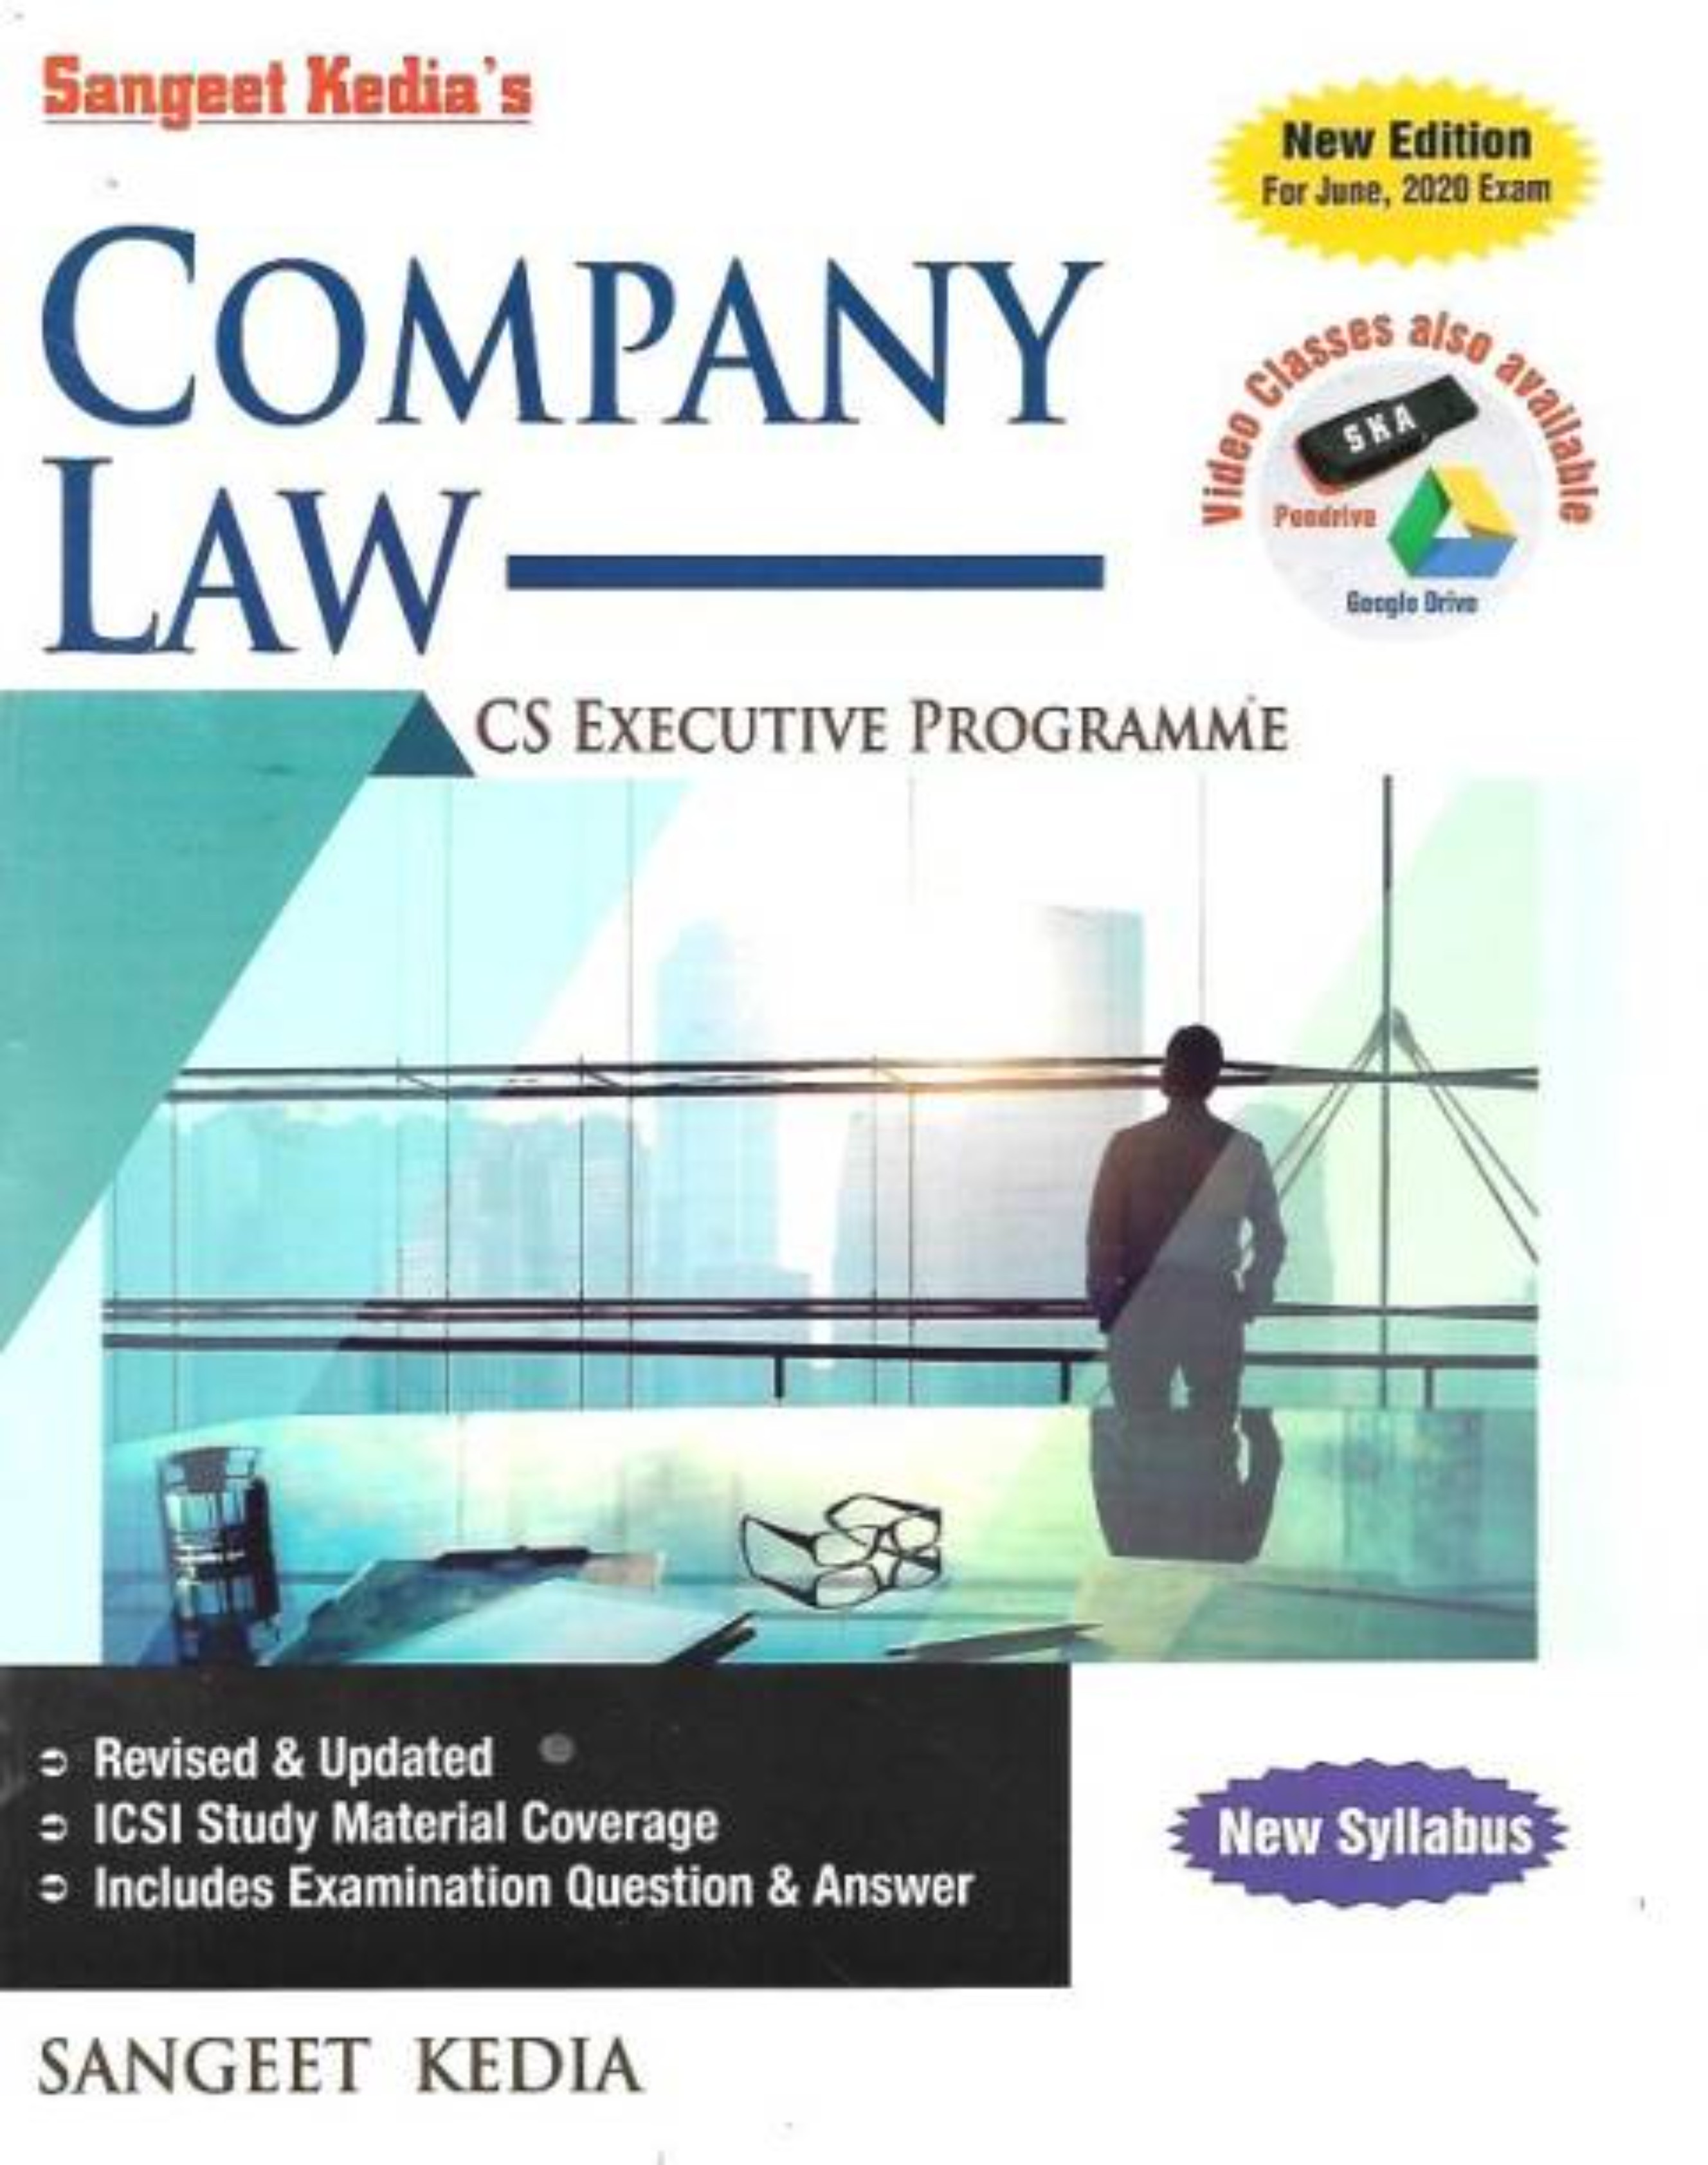 Sangeet Kedia's
New Edition
For June, 2020 Exam
COMPANY
LAW
Video Classes also available
SKA
Pendrive
Google Drive
CS EXECUTIVE PROGRAMME
➲ Revised & Updated
➲ ICSI Study Material Coverage
➲ Includes Examination Question & Answer
New Syllabus
SANGEET KEDIA